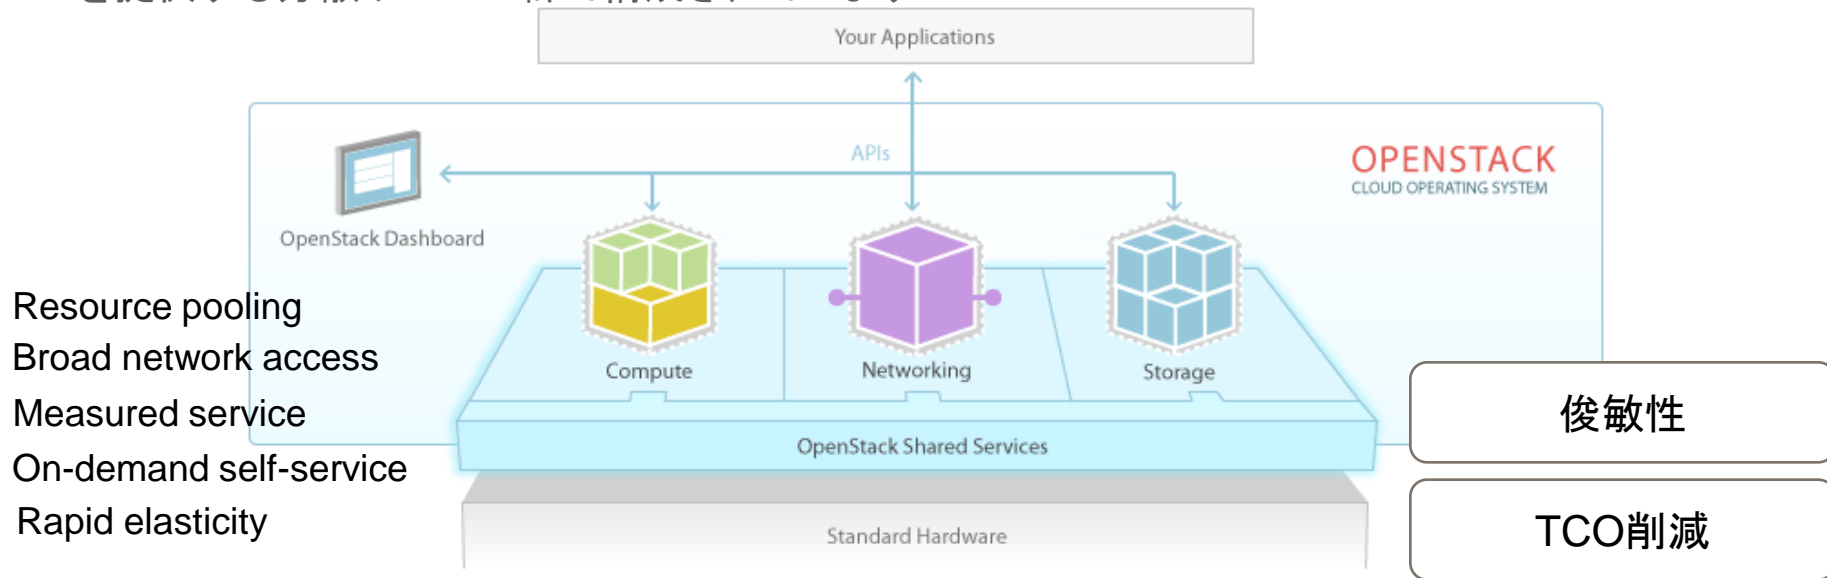 Your Applications
APIs
OPENSTACK
CLOUD OPERATING SYSTEM
OpenStack Dashboard
Resource pooling
Broad network access
Measured service
On-demand self-service
Rapid elasticity
Compute
Networking
Storage
OpenStack Shared Services
Standard Hardware
俊敏性
TCO削減